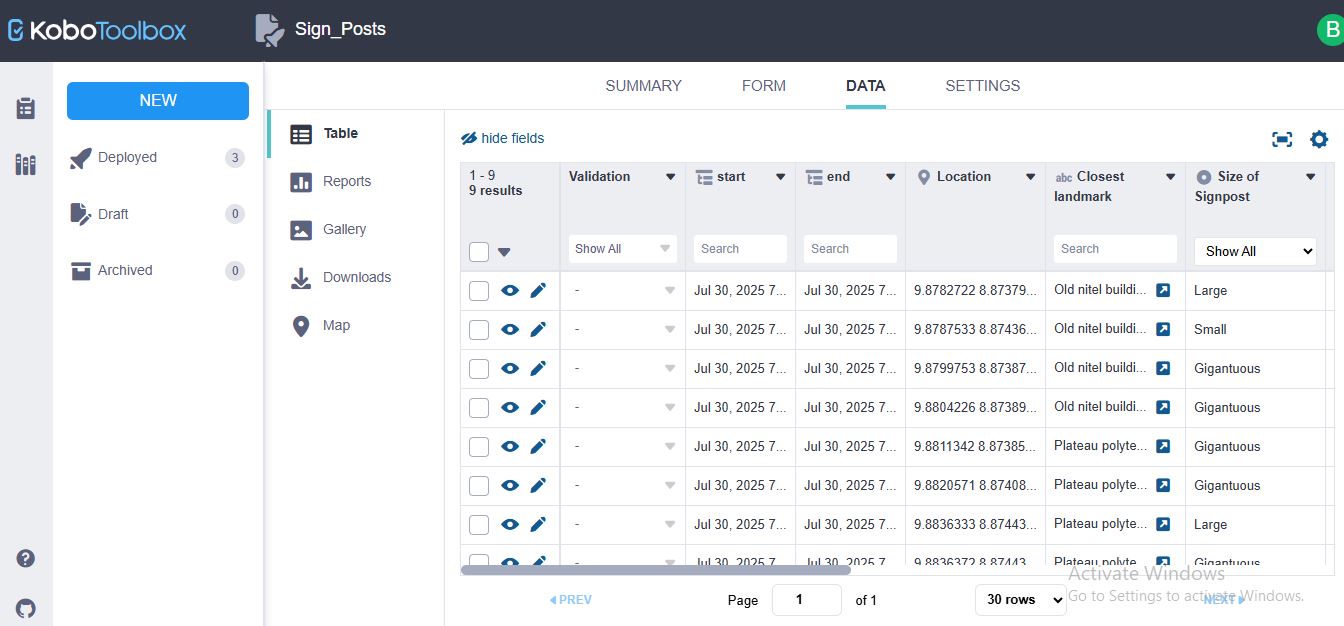 KoboToolbox
Sign_Posts
B
SUMMARY FORM DATA SETTINGS
NEW
Deployed 3
Draft 0
Archived 0
Table
Reports
Gallery
Downloads
Map
hide fields
1 - 9
9 results
Validation start end Location abc Closest landmark Size of Signpost
Show All Search Search Search Show All
- Jul 30, 2025 7... Jul 30, 2025 7... 9.8782722 8.87379... Old nitel buildi... Large
- Jul 30, 2025 7... Jul 30, 2025 7... 9.8787533 8.87436... Old nitel buildi... Small
- Jul 30, 2025 7... Jul 30, 2025 7... 9.8799753 8.87387... Old nitel buildi... Gigantuous
- Jul 30, 2025 7... Jul 30, 2025 7... 9.8804226 8.87389... Old nitel buildi... Gigantuous
- Jul 30, 2025 7... Jul 30, 2025 7... 9.8811342 8.87385... Plateau polyte... Gigantuous
- Jul 30, 2025 7... Jul 30, 2025 7... 9.8820571 8.87408... Plateau polyte... Gigantuous
- Jul 30, 2025 7... Jul 30, 2025 7... 9.8836333 8.87443... Plateau polyte... Large
- Jul 30, 2025 7... Jul 30, 2025 7... 9.8836372 8.87443... Plateau polyte... Gigantuous
PREV Page 1 of 1 30 rows NEXT
Activate Windows
Go to Settings to activate Windows.